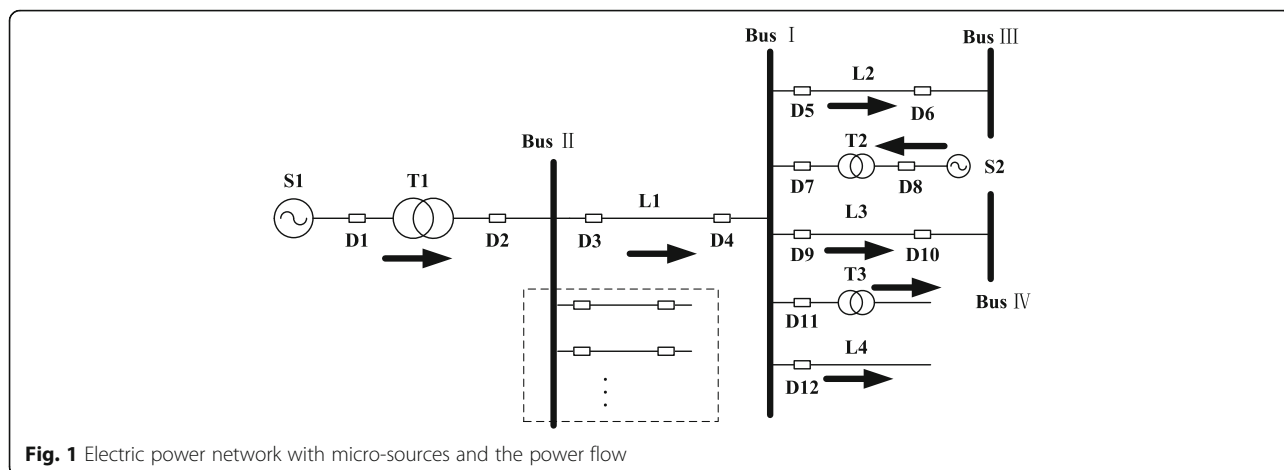 Bus Ⅰ
Bus Ⅲ
L2
D5
D6
Bus Ⅱ
T2
S1
T1
L1
D7
D8
S2
L3
D1
D2
D3
D4
D9
D10
T3
Bus Ⅳ
D11
L4
D12
Fig. 1 Electric power network with micro-sources and the power flow